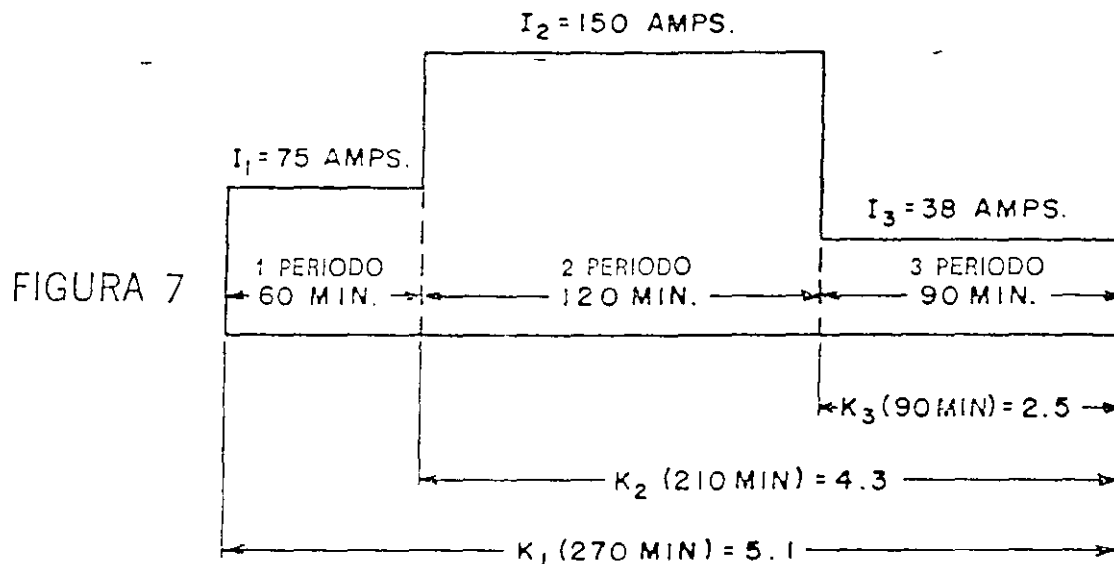 I₂ = 150 AMPS.
I₁ = 75 AMPS.
I₃ = 38 AMPS.
FIGURA 7
1 PERIODO
60 MIN.
2 PERIODO
120 MIN.
3 PERIODO
90 MIN.
K₃ (90 MIN) = 2.5
K₂ (210 MIN) = 4.3
K₁ (270 MIN) = 5.1